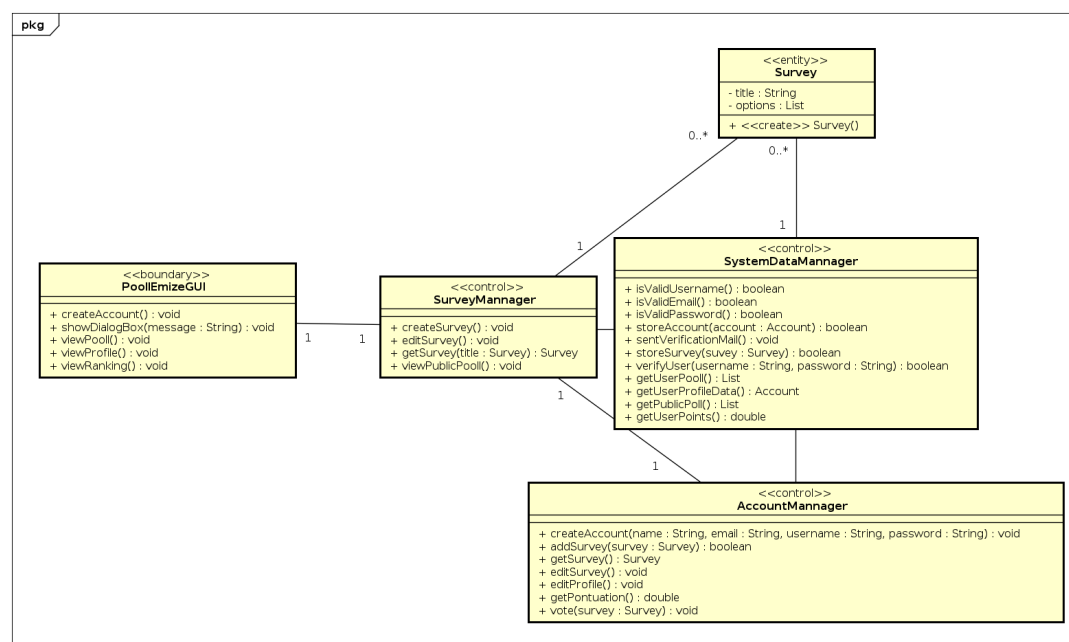 pkg
<<entity>>
Survey
- title : String
- options : List
+ <<create>> Survey()
0..*
0..*
1
1
<<boundary>>
PoollEmizeGUI
+ createAccount() : void
+ showDialogBox(message : String) : void
+ viewPooll() : void
+ viewProfile() : void
+ viewRanking() : void
1
1
<<control>>
SurveyMannager
+ createSurvey() : void
+ editSurvey() : void
+ getSurvey(title : Survey) : Survey
+ viewPublicPooll() : void
<<control>>
SystemDataMannager
+ isValidUsername() : boolean
+ isValidEmail() : boolean
+ isValidPassword() : boolean
+ storeAccount(account : Account) : boolean
+ sentVerificationMail() : void
+ storeSurvey(suvey : Survey) : boolean
+ verifyUser(username : String, password : String) : boolean
+ getUserPool() : List
+ getUserProfileData() : Account
+ getPublicPoll() : List
+ getUserPoints() : double
1
1
<<control>>
AccountMannager
+ createAccount(name : String, email : String, username : String, password : String) : void
+ addSurvey(survey : Survey) : boolean
+ getSurvey() : Survey
+ editSurvey() : void
+ editProfile() : void
+ getPontuation() : double
+ vote(survey : Survey) : void